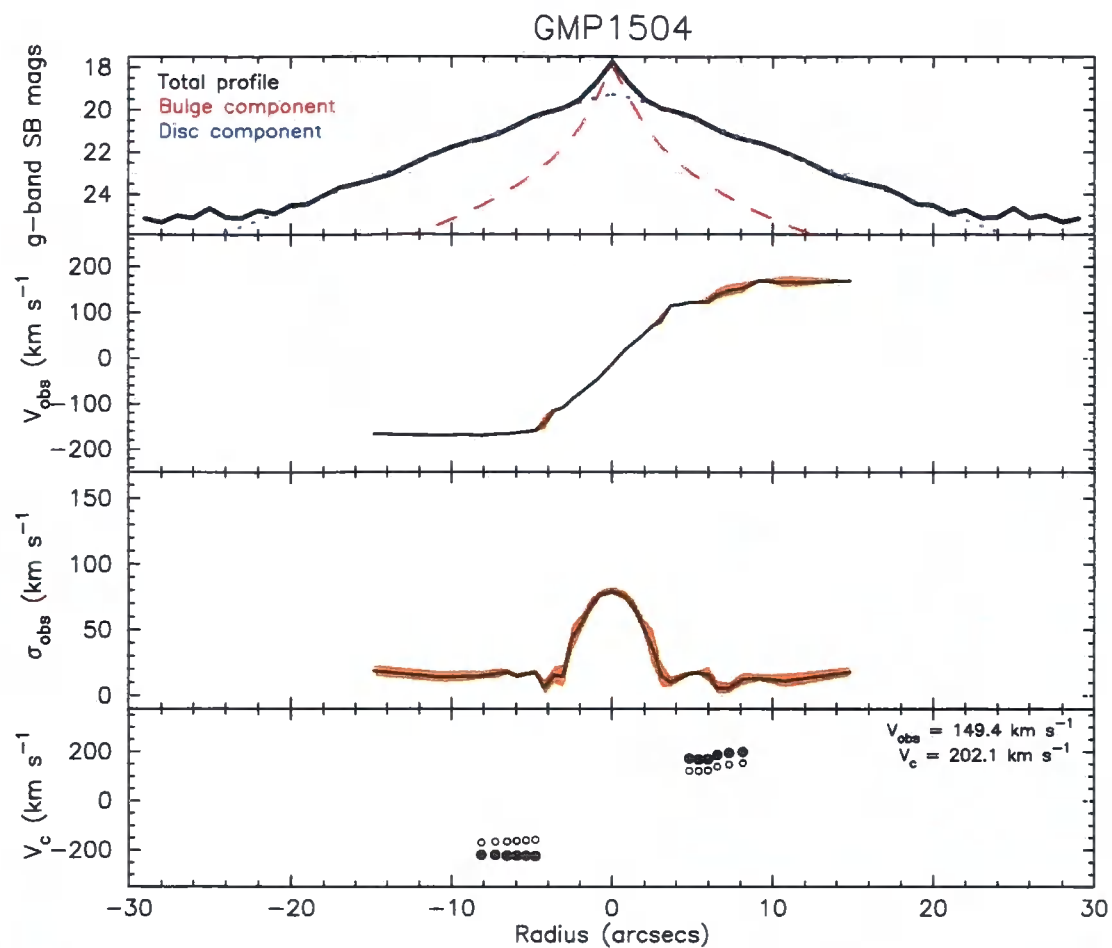 GMP1504
g-band SB mags
18
20
22
24
Total profile
Bulge component
Disc component
V_obs (km s⁻¹)
200
100
0
−100
−200
σ_obs (km s⁻¹)
150
100
50
0
V_c (km s⁻¹)
200
0
−200
V_obs = 149.4 km s⁻¹
V_c = 202.1 km s⁻¹
−30 −20 −10 0 10 20 30
Radius (arcsecs)